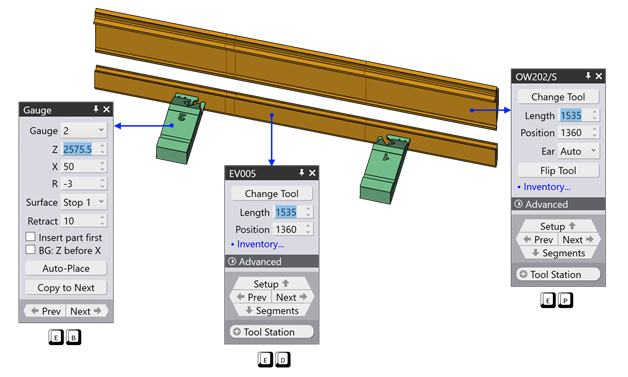 OW202/S
Change Tool
Length 1535
Position 1360
Ear Auto
Flip Tool
• Inventory...
Advanced
Setup
Prev Next
Segments
Tool Station
E P
Gauge
Gauge 2
Z 2575.5
X 50
R -3
Surface Stop 1
Retract 10
Insert part first
BG: Z before X
Auto-Place
Copy to Next
Prev Next
E B
2
1
EV005
Change Tool
Length 1535
Position 1360
• Inventory...
Advanced
Setup
Prev Next
Segments
Tool Station
E D